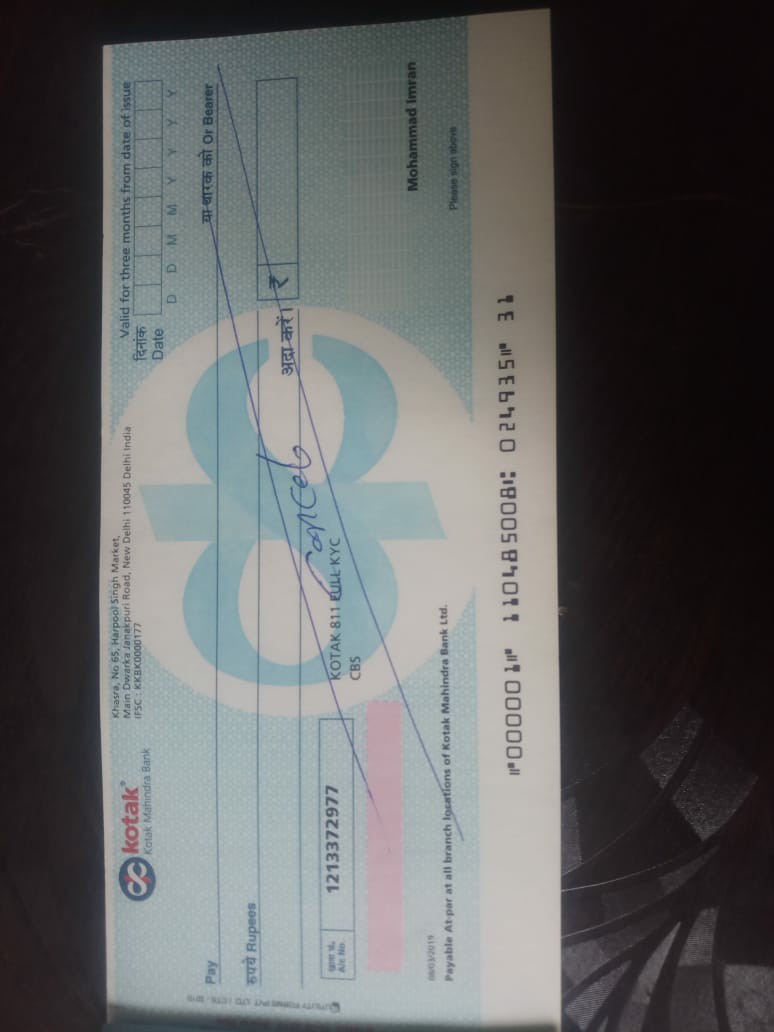 kotak
Kotak Mahindra Bank
Khasra, No 65, Harpool Singh Market,
Main Dwarka Janakpuri Road, New Delhi 110045 Delhi India
IFSC : KKBK0000177
Valid for three months from date of issue
दिनांक
Date
D D M M Y Y Y Y
Pay
या धारक को Or Bearer
रुपये Rupees
अदा करें।
₹
खाता सं.
A/c No.
1213372977
Cancel
KOTAK 811 FULL KYC
CBS
Mohammad Imran
Please sign above
08/03/2019
Payable At-par at all branch locations of Kotak Mahindra Bank Ltd.
⑈000001⑈ 110485008⑆ 024935⑈ 31